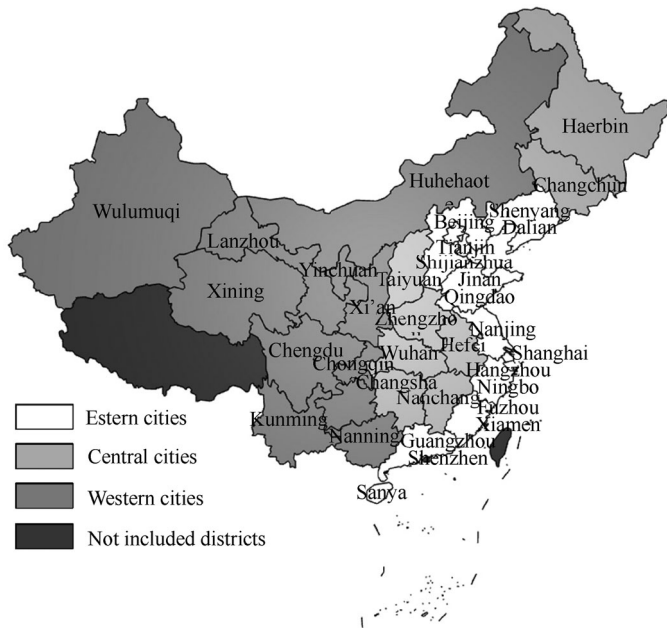 Haerbin
Changchun
Huhehaot
Shenyang
Wulumuqi
Beijing
Dalian
Lanzhou
Tianjin
Shijianzhua
Yinchuan
Taiyuan
Jinan
Xining
Qingdao
Xi'an
Zhengzho
Nanjing
Hefei
Chengdu
Wuhan
Shanghai
Chongqin
Hangzhou
Changsha
Ningbo
Nanchang
Fuzhou
Kunming
Xiamen
Nanning
Guangzhou
Shenzhen
Sanya
Estern cities
Central cities
Western cities
Not included districts